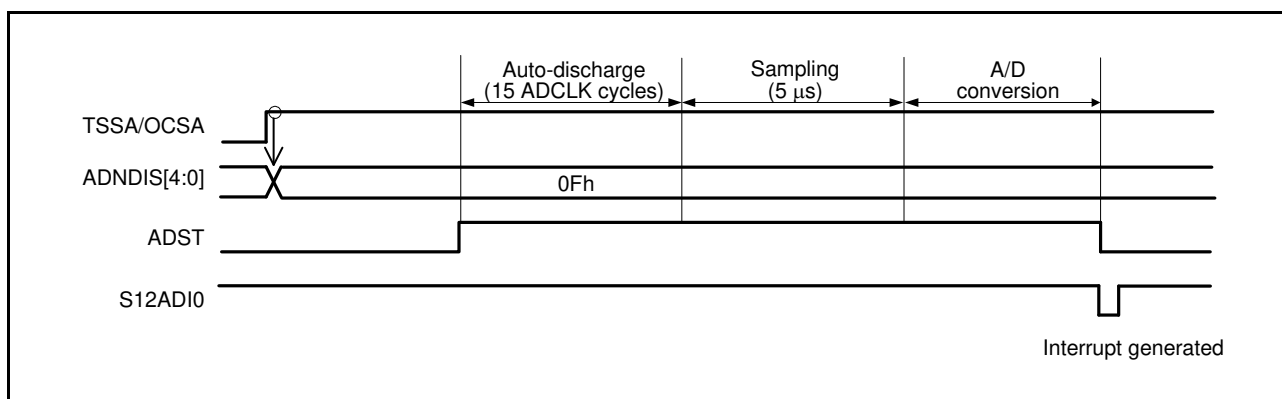 Auto-discharge
(15 ADCLK cycles)
Sampling
(5 µs)
A/D
conversion
TSSA/OCSA
ADNDIS[4:0]
0Fh
ADST
S12ADI0
Interrupt generated